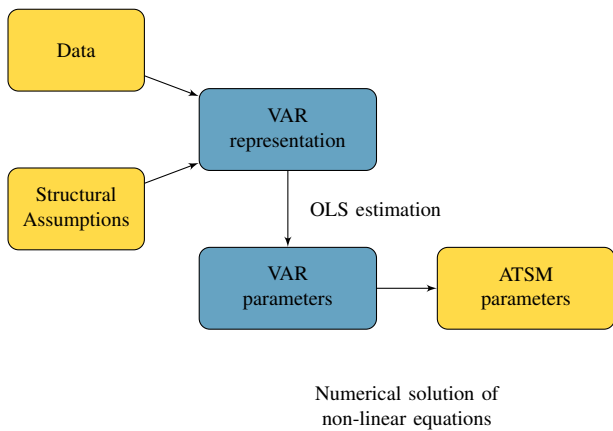 Data
VAR
representation
Structural
Assumptions
OLS estimation
VAR
parameters
ATSM
parameters
Numerical solution of
non-linear equations